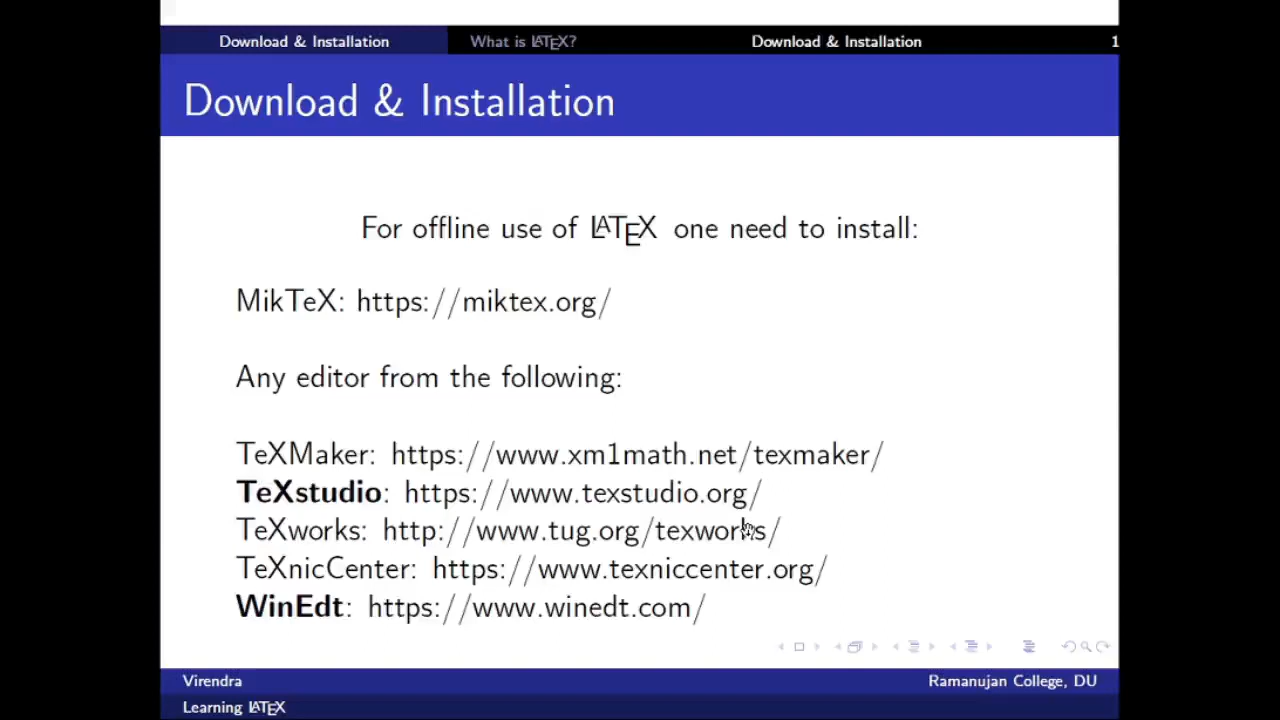 Download & Installation What is LATEX? Download & Installation 1
Download & Installation
For offline use of LATEX one need to install:
MikTeX: https://miktex.org/
Any editor from the following:
TeXMaker: https://www.xm1math.net/texmaker/
TeXstudio: https://www.texstudio.org/
TeXworks: http://www.tug.org/texworks/
TeXnicCenter: https://www.texniccenter.org/
WinEdt: https://www.winedt.com/
Virendra Ramanujan College, DU
Learning LATEX